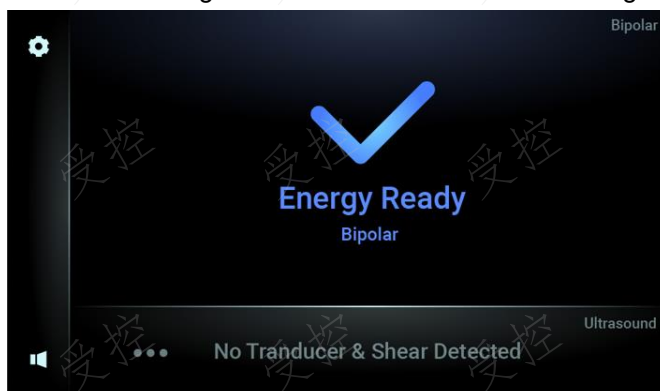 Bipolar
Energy Ready
Bipolar
Ultrasound
No Tranducer & Shear Detected
受控
受控
受控
受控
受控
受控